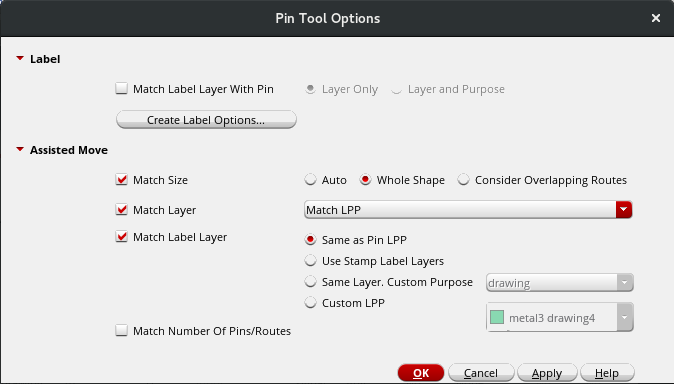 Pin Tool Options
Label
Match Label Layer With Pin Layer Only Layer and Purpose
Create Label Options...
Assisted Move
Match Size Auto Whole Shape Consider Overlapping Routes
Match Layer Match LPP
Match Label Layer Same as Pin LPP
Use Stamp Label Layers
Same Layer. Custom Purpose drawing
Custom LPP metal3 drawing4
Match Number Of Pins/Routes
OK Cancel Apply Help